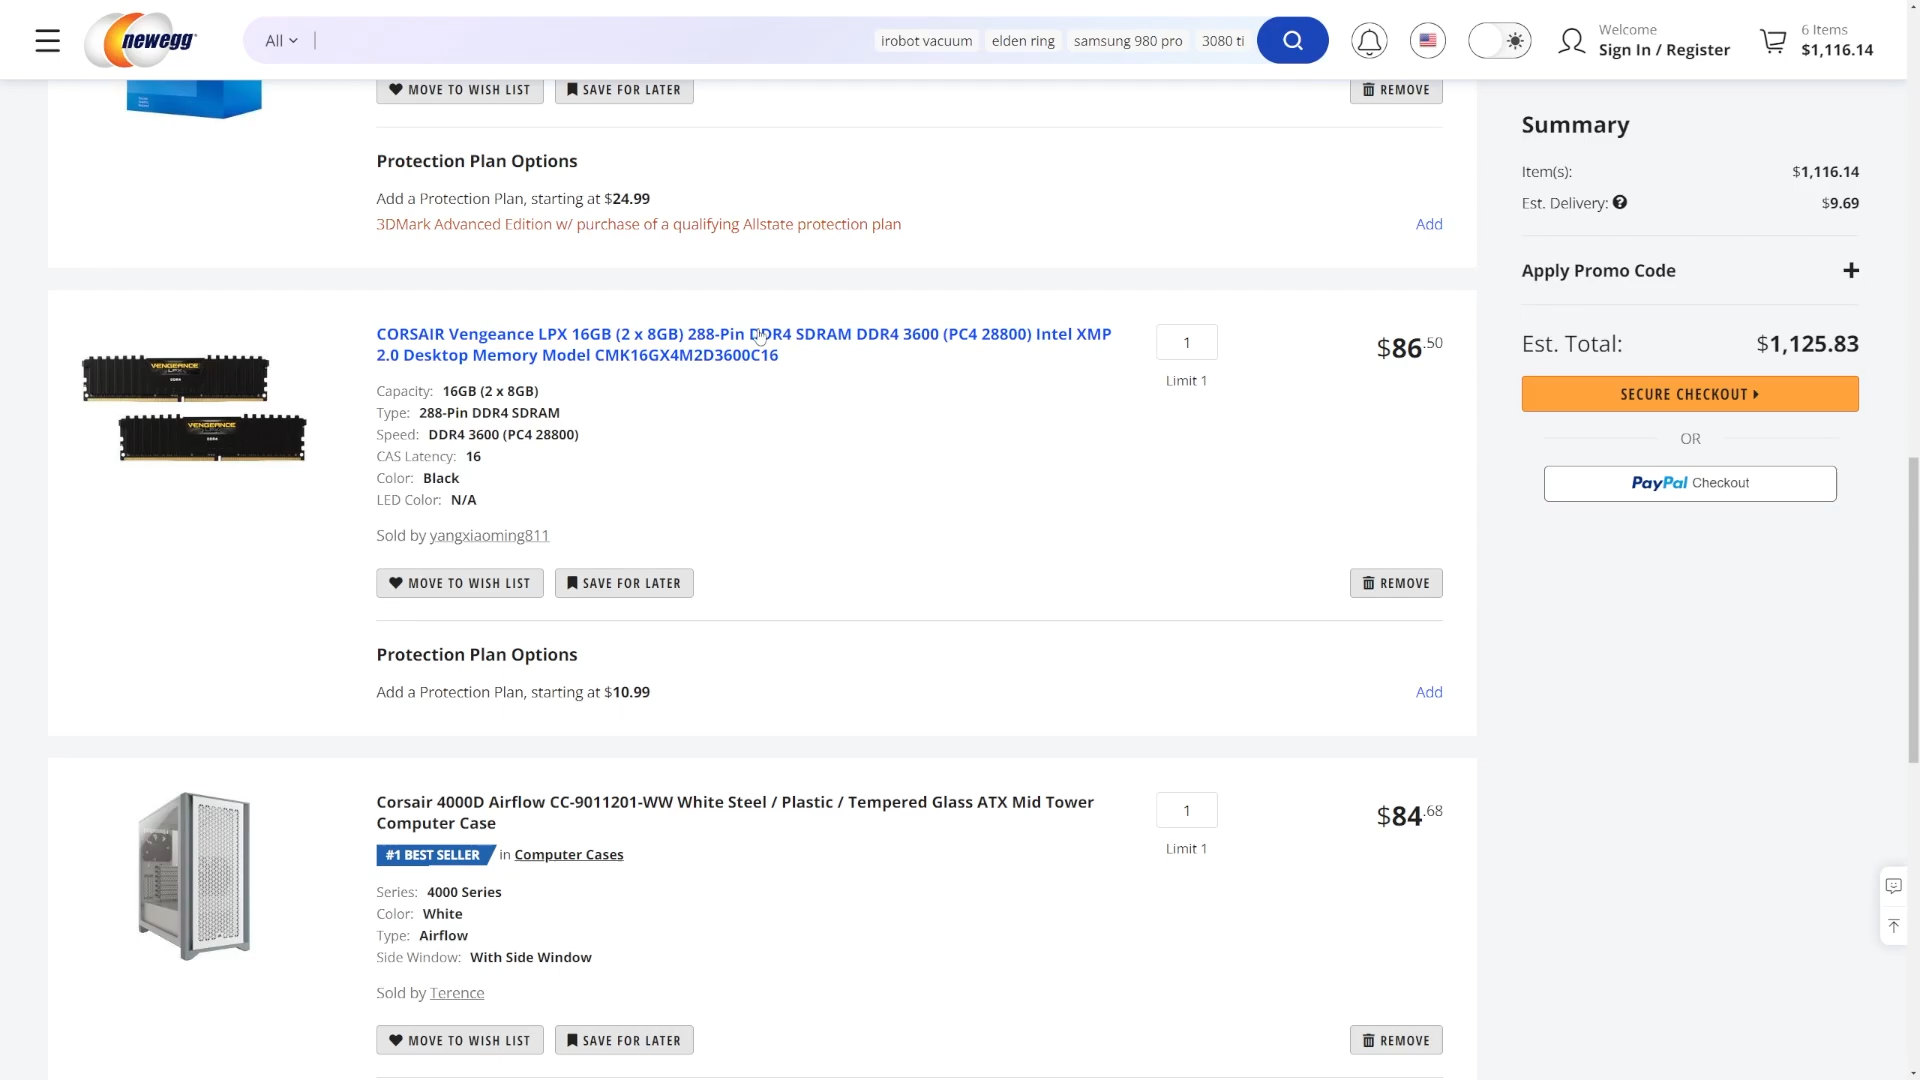 newegg
All
irobot vacuum
elden ring
samsung 980 pro
3080 ti
Welcome
Sign In / Register
6 Items
$1,116.14
MOVE TO WISH LIST
SAVE FOR LATER
REMOVE
Protection Plan Options
Add a Protection Plan, starting at $24.99
3DMark Advanced Edition w/ purchase of a qualifying Allstate protection plan
Add
CORSAIR Vengeance LPX 16GB (2 x 8GB) 288-Pin DDR4 SDRAM DDR4 3600 (PC4 28800) Intel XMP
2.0 Desktop Memory Model CMK16GX4M2D3600C16
1
Limit 1
$86.50
VENGEANCE
DDR4
VENGEANCE
DDR4
Capacity: 16GB (2 x 8GB)
Type: 288-Pin DDR4 SDRAM
Speed: DDR4 3600 (PC4 28800)
CAS Latency: 16
Color: Black
LED Color: N/A
Sold by yangxiaoming811
MOVE TO WISH LIST
SAVE FOR LATER
REMOVE
Protection Plan Options
Add a Protection Plan, starting at $10.99
Add
Corsair 4000D Airflow CC-9011201-WW White Steel / Plastic / Tempered Glass ATX Mid Tower
Computer Case
1
Limit 1
$84.68
#1 BEST SELLER in Computer Cases
Series: 4000 Series
Color: White
Type: Airflow
Side Window: With Side Window
Sold by Terence
MOVE TO WISH LIST
SAVE FOR LATER
REMOVE
Summary
Item(s): $1,116.14
Est. Delivery: ? $9.69
Apply Promo Code +
Est. Total: $1,125.83
SECURE CHECKOUT
OR
PayPal Checkout